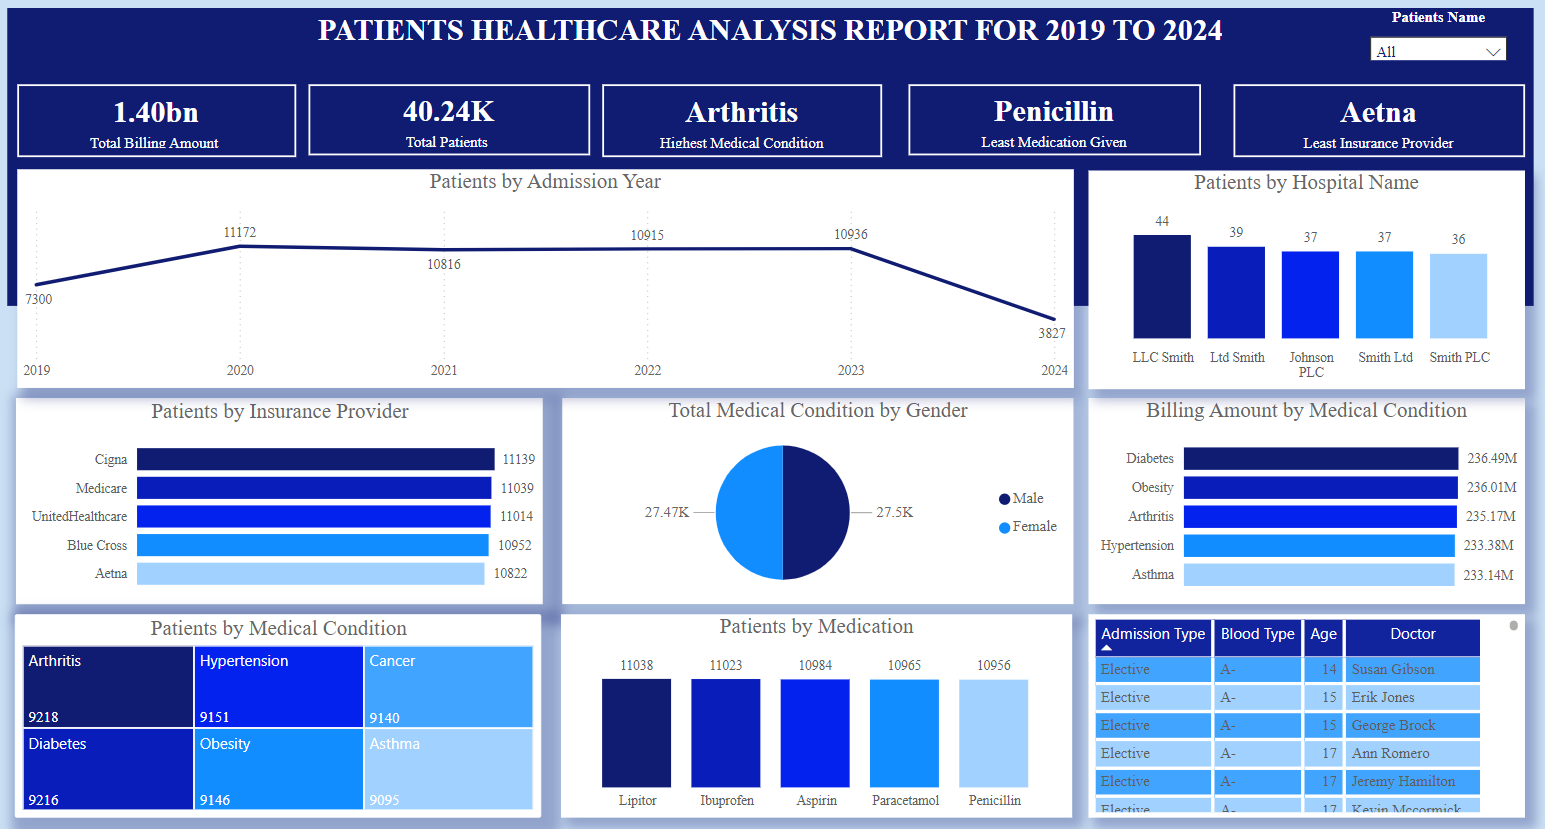 PATIENTS HEALTHCARE ANALYSIS REPORT FOR 2019 TO 2024
Patients Name
All
1.40bn
Total Billing Amount
40.24K
Total Patients
Arthritis
Highest Medical Condition
Penicillin
Least Medication Given
Aetna
Least Insurance Provider
Patients by Admission Year
7300
11172
10816
10915
10936
3827
2019 2020 2021 2022 2023 2024
Patients by Hospital Name
44 39 37 37 36
LLC Smith Ltd Smith Johnson PLC Smith Ltd Smith PLC
Patients by Insurance Provider
Cigna 11139
Medicare 11039
UnitedHealthcare 11014
Blue Cross 10952
Aetna 10822
Total Medical Condition by Gender
27.47K 27.5K
Male
Female
Billing Amount by Medical Condition
Diabetes 236.49M
Obesity 236.01M
Arthritis 235.17M
Hypertension 233.38M
Asthma 233.14M
Patients by Medical Condition
Arthritis
9218
Hypertension
9151
Cancer
9140
Diabetes
9216
Obesity
9146
Asthma
9095
Patients by Medication
11038 11023 10984 10965 10956
Lipitor Ibuprofen Aspirin Paracetamol Penicillin
Admission Type Blood Type Age Doctor
Elective A- 14 Susan Gibson
Elective A- 15 Erik Jones
Elective A- 15 George Brock
Elective A- 17 Ann Romero
Elective A- 17 Jeremy Hamilton
Elective A- 17 Kevin Mccormick